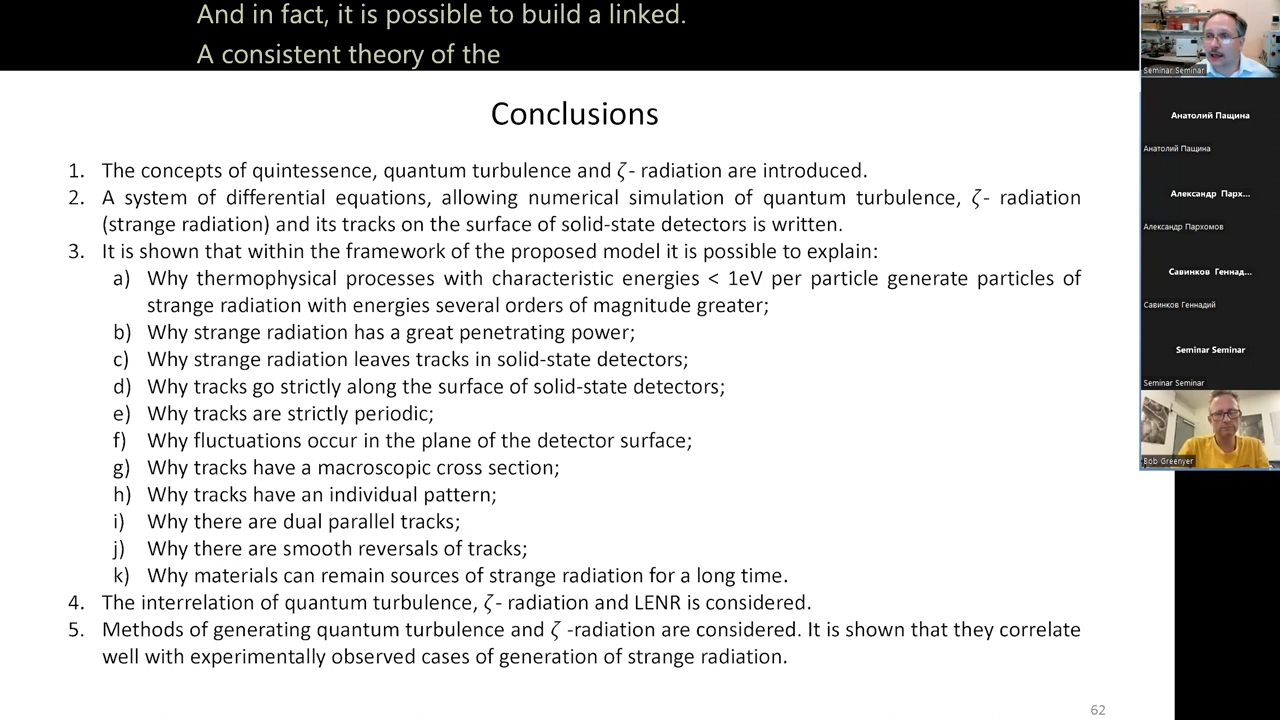 And in fact, it is possible to build a linked.
A consistent theory of the
Conclusions
1. The concepts of quintessence, quantum turbulence and ζ- radiation are introduced.
2. A system of differential equations, allowing numerical simulation of quantum turbulence, ζ- radiation
(strange radiation) and its tracks on the surface of solid-state detectors is written.
3. It is shown that within the framework of the proposed model it is possible to explain:
a) Why thermophysical processes with characteristic energies < 1eV per particle generate particles of
strange radiation with energies several orders of magnitude greater;
b) Why strange radiation has a great penetrating power;
c) Why strange radiation leaves tracks in solid-state detectors;
d) Why tracks go strictly along the surface of solid-state detectors;
e) Why tracks are strictly periodic;
f) Why fluctuations occur in the plane of the detector surface;
g) Why tracks have a macroscopic cross section;
h) Why tracks have an individual pattern;
i) Why there are dual parallel tracks;
j) Why there are smooth reversals of tracks;
k) Why materials can remain sources of strange radiation for a long time.
4. The interrelation of quantum turbulence, ζ- radiation and LENR is considered.
5. Methods of generating quantum turbulence and ζ -radiation are considered. It is shown that they correlate
well with experimentally observed cases of generation of strange radiation.
62
Seminar Seminar
Анатолий Пащина
Анатолий Пащина
Александр Парх...
Александр Пархомов
Савинков Геннад...
Савинков Геннадий
Seminar Seminar
Seminar Seminar
Bob Greenyer